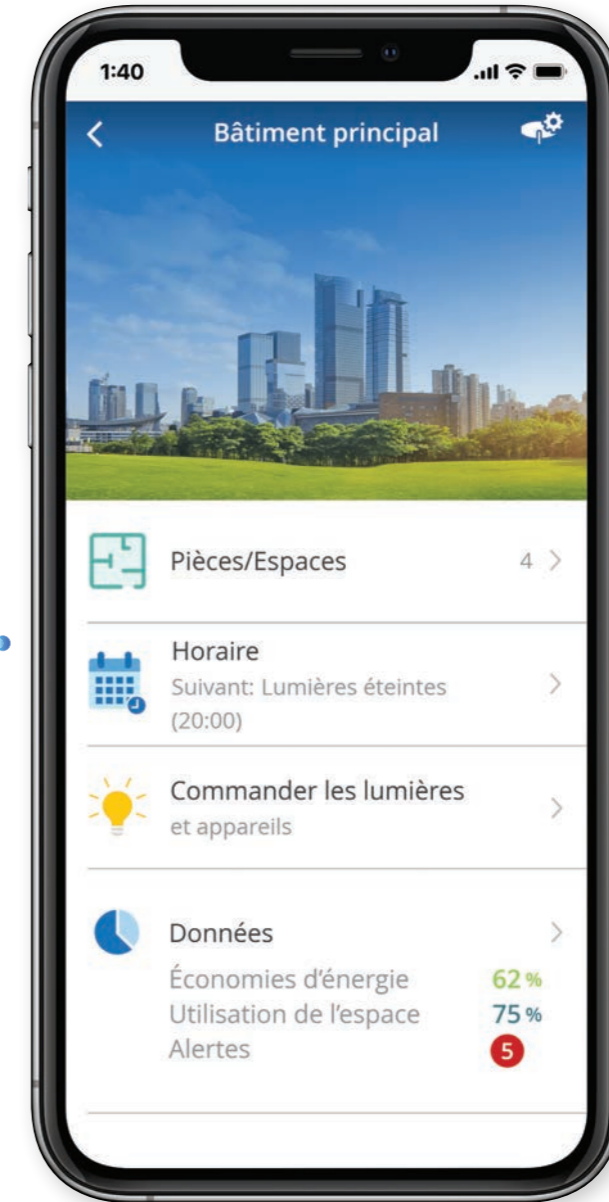 1:40
Bâtiment principal
Pièces/Espaces 4
Horaire
Suivant: Lumières éteintes
(20:00)
Commander les lumières
et appareils
Données
Économies d’énergie 62 %
Utilisation de l’espace 75 %
Alertes 5